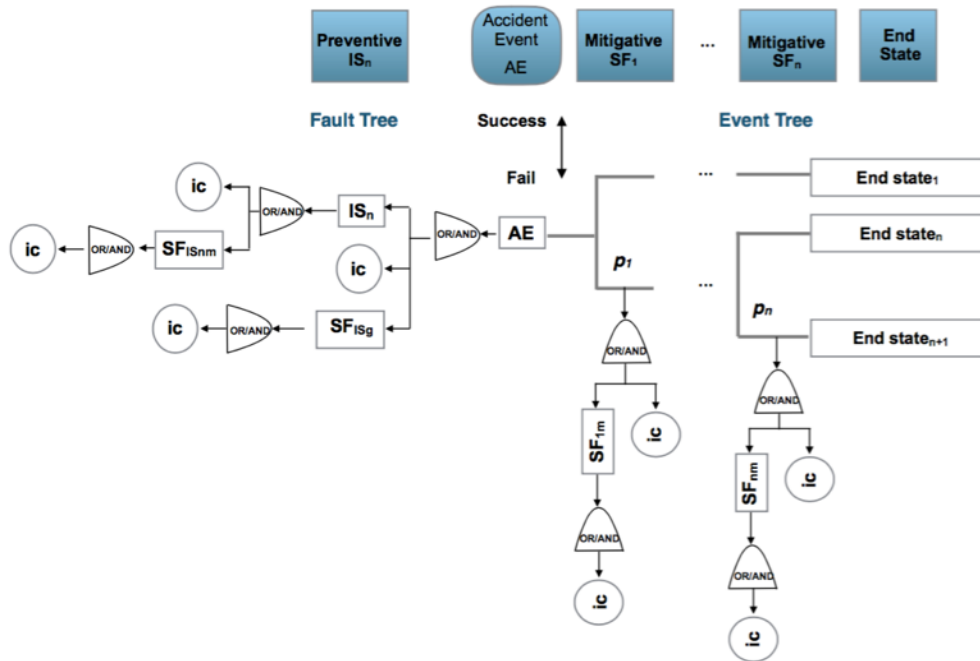 Preventive
ISn
Accident
Event
AE
Mitigative
SF1
...
Mitigative
SFn
End
State
Fault Tree
Success
Event Tree
Fail
...
End state1
ic
OR/AND
ISn
ic
OR/AND
SFISnm
OR/AND
AE
End staten
ic
p1
...
pn
ic
OR/AND
SFISg
OR/AND
End staten+1
OR/AND
SF1m
ic
SFnm
ic
OR/AND
OR/AND
ic
ic